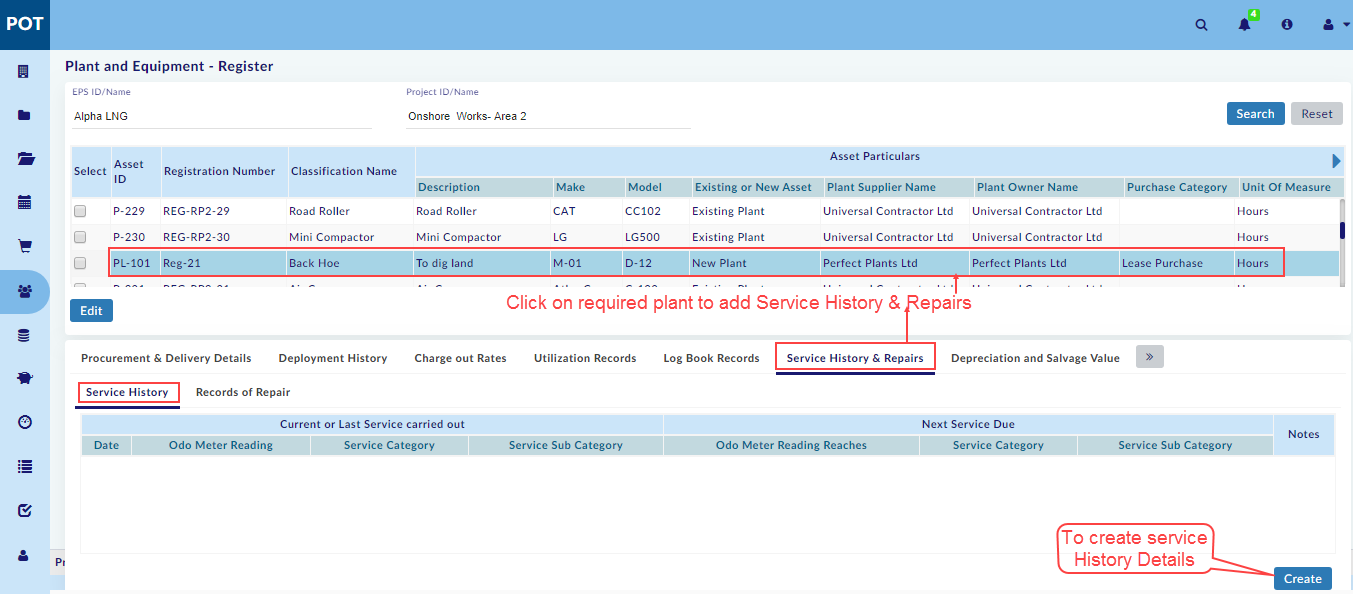 POT
4
Plant and Equipment - Register
EPS ID/Name Project ID/Name
Alpha LNG Onshore Works- Area 2
Search Reset
Select Asset ID Registration Number Classification Name Asset Particulars
Description Make Model Existing or New Asset Plant Supplier Name Plant Owner Name Purchase Category Unit Of Measure
P-229 REG-RP2-29 Road Roller Road Roller CAT CC102 Existing Plant Universal Contractor Ltd Universal Contractor Ltd Hours
P-230 REG-RP2-30 Mini Compactor Mini Compactor LG LG500 Existing Plant Universal Contractor Ltd Universal Contractor Ltd Hours
PL-101 Reg-21 Back Hoe To dig land M-01 D-12 New Plant Perfect Plants Ltd Perfect Plants Ltd Lease Purchase Hours
Click on required plant to add Service History & Repairs
Edit
Procurement & Delivery Details Deployment History Charge out Rates Utilization Records Log Book Records Service History & Repairs Depreciation and Salvage Value »
Service History Records of Repair
Current or Last Service carried out Next Service Due Notes
Date Odo Meter Reading Service Category Service Sub Category Odo Meter Reading Reaches Service Category Service Sub Category
To create service
History Details
Pr
Create